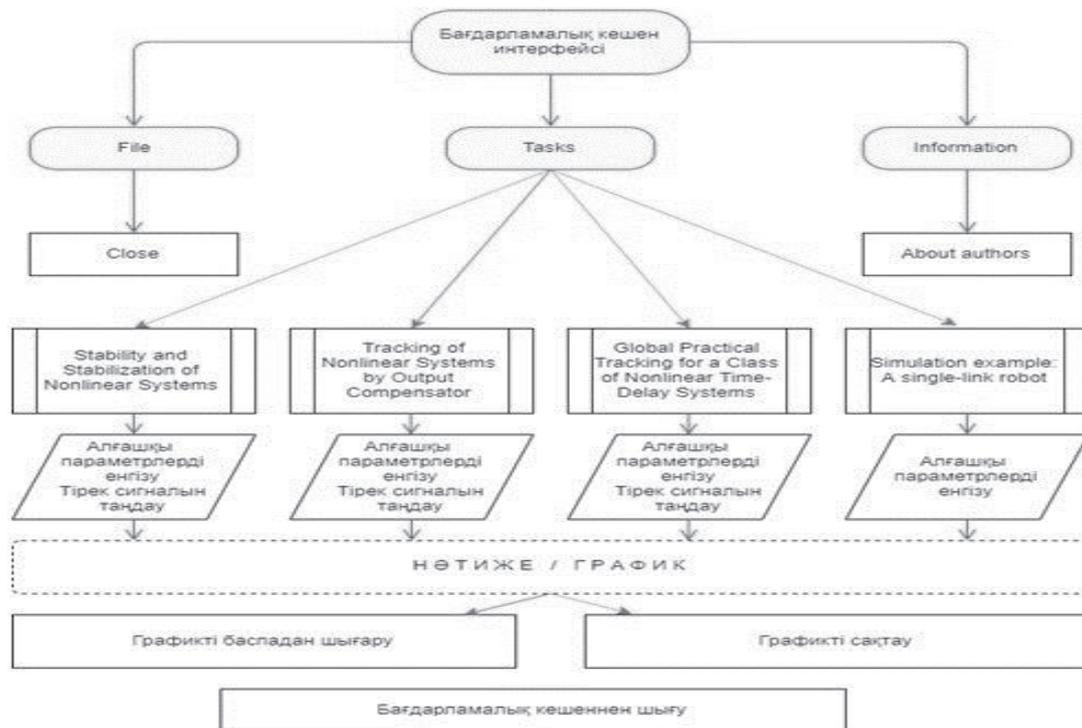 Бағдарламалық кешен
интерфейсі
File
Tasks
Information
Close
About authors
Stability and
Stabilization of
Nonlinear Systems
Tracking of
Nonlinear Systems
by Output
Compensator
Global Practical
Tracking for a Class
of Nonlinear Time-
Delay Systems
Simulation example:
A single-link robot
Алғашқы
параметрлерді
енгізу
Тірек сигналын
таңдау
Алғашқы
параметрлерді
енгізу
Тірек сигналын
таңдау
Алғашқы
параметрлерді
енгізу
Тірек сигналын
таңдау
Алғашқы
параметрлерді
енгізу
НӘТИЖЕ / ГРАФИК
Графикті баспадан шығару
Графикті сақтау
Бағдарламалық кешеннен шығу